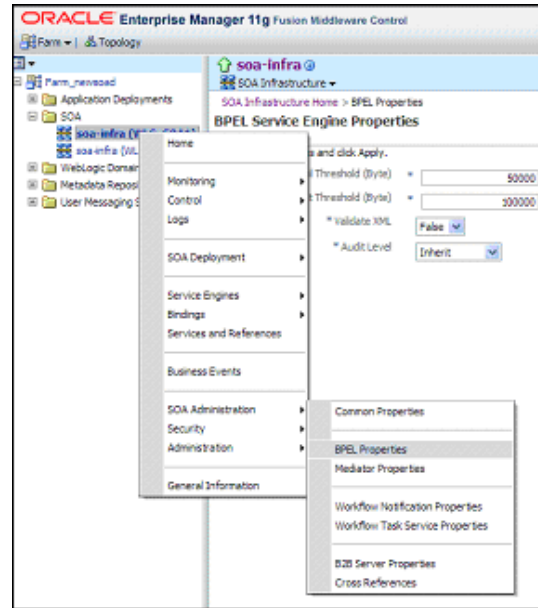 ORACLE Enterprise Manager 11g Fusion Middleware Control
Farm | Topology
Farm_newsoad
Application Deployments
SOA
soa-infra
soa-infra (WL
WebLogic Domain
Metadata Reposi
User Messaging S
soa-infra
SOA Infrastructure
SOA Infrastructure Home > BPEL Properties
BPEL Service Engine Properties
s and click Apply.
l Threshold (Byte) * 50000
t Threshold (Byte) * 100000
* Validate XML False
* Audit Level Inherit
Home
Monitoring
Control
Logs
SOA Deployment
Service Engines
Bindings
Services and References
Business Events
SOA Administration
Security
Administration
General Information
Common Properties
BPEL Properties
Mediator Properties
Workflow Notification Properties
Workflow Task Service Properties
B2B Server Properties
Cross References